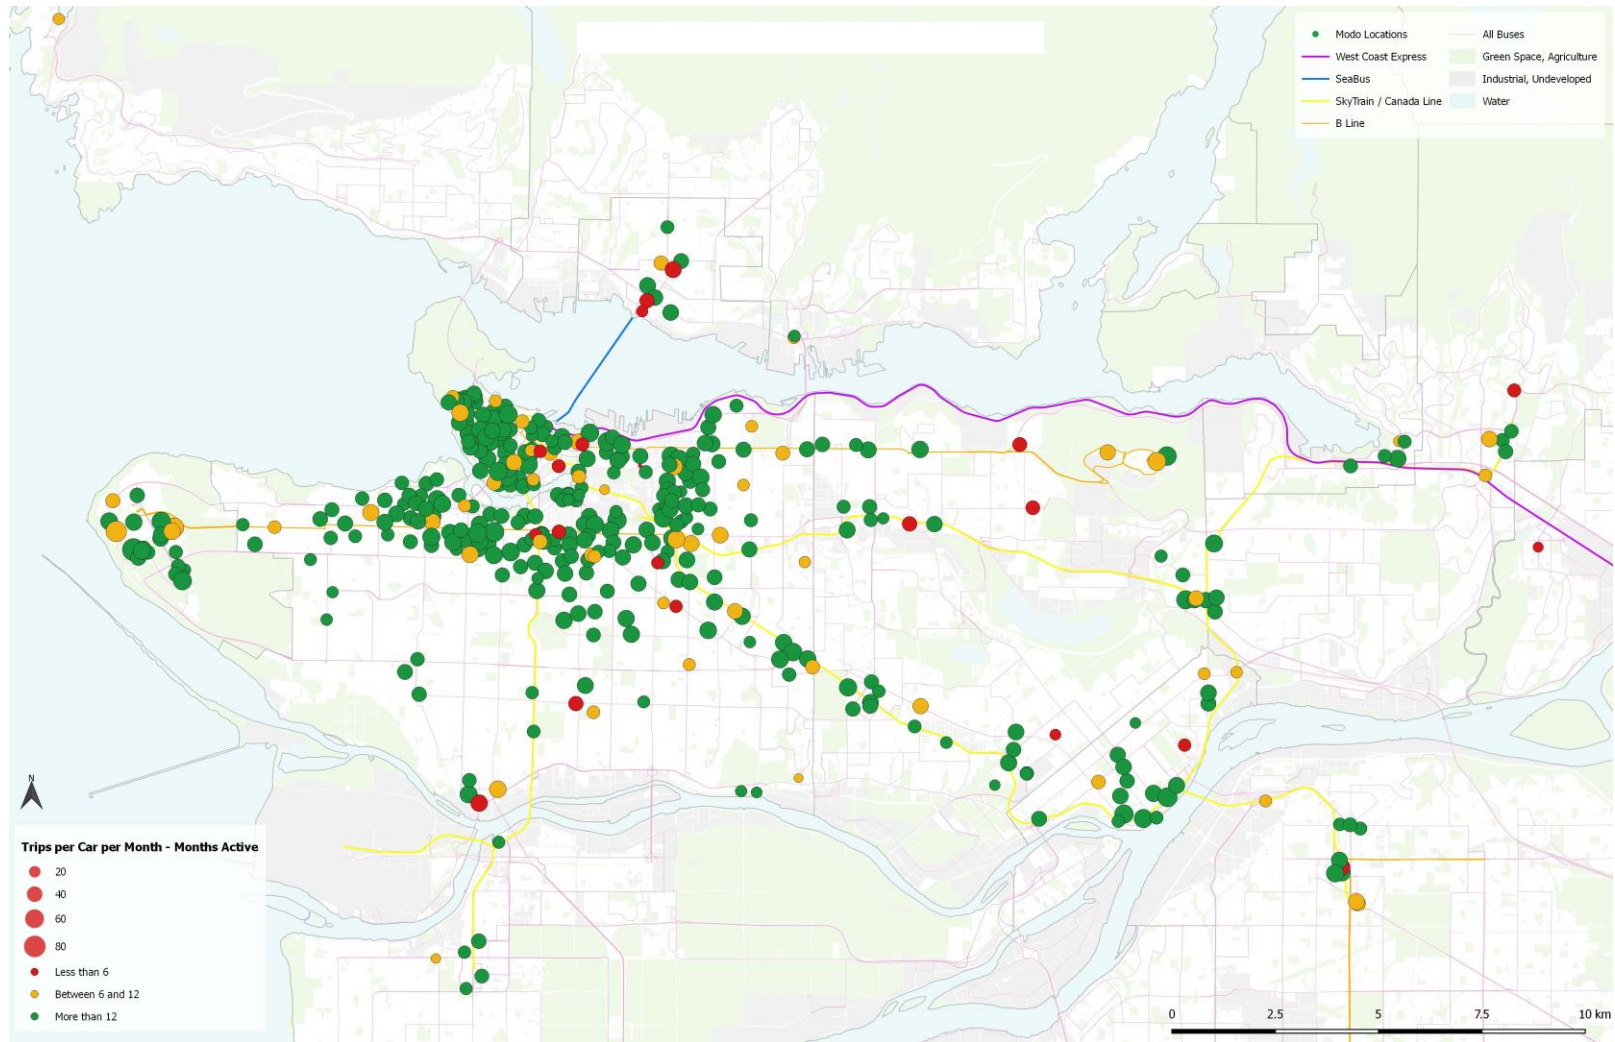 Modo Locations
West Coast Express
SeaBus
SkyTrain / Canada Line
B Line
All Buses
Green Space, Agriculture
Industrial, Undeveloped
Water
N
Trips per Car per Month - Months Active
20
40
60
80
Less than 6
Between 6 and 12
More than 12
0 2.5 5 7.5 10 km